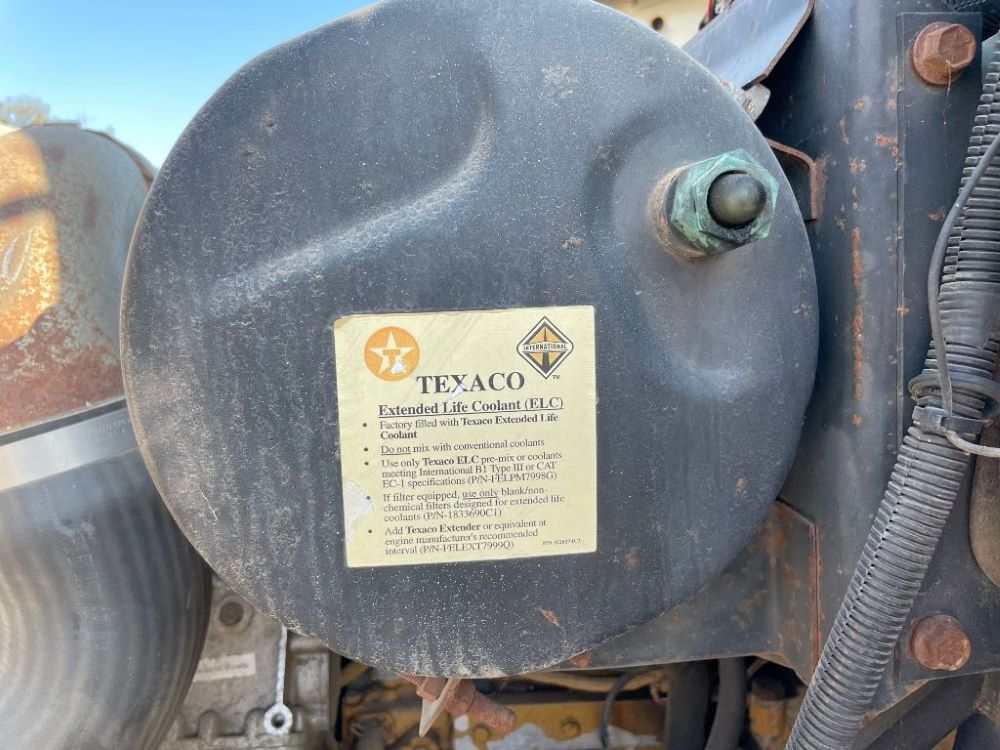 T
INTERNATIONAL
TM
TEXACO
Extended Life Coolant (ELC)
• Factory filled with Texaco Extended Life
Coolant
• Do not mix with conventional coolants
• Use only Texaco ELC pre-mix or coolants
meeting International B1 Type III or CAT
EC-1 specifications (P/N-FELPM7998G)
• If filter equipped, use only blank/non-
chemical filters designed for extended life
coolants (P/N-1833690C1)
• Add Texaco Extender or equivalent at
engine manufacturer's recommended
interval (P/N-FELEXT7999Q)
P/N